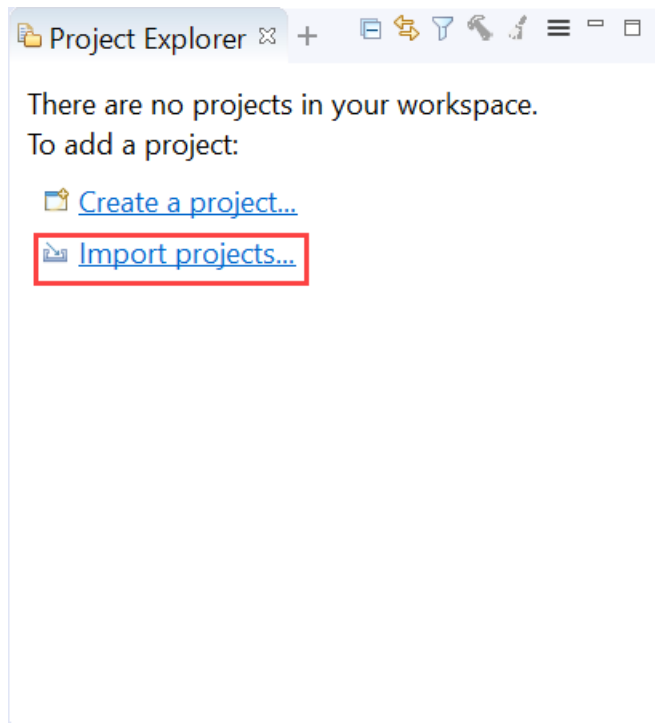 Project Explorer
There are no projects in your workspace.
To add a project:
Create a project...
Import projects...